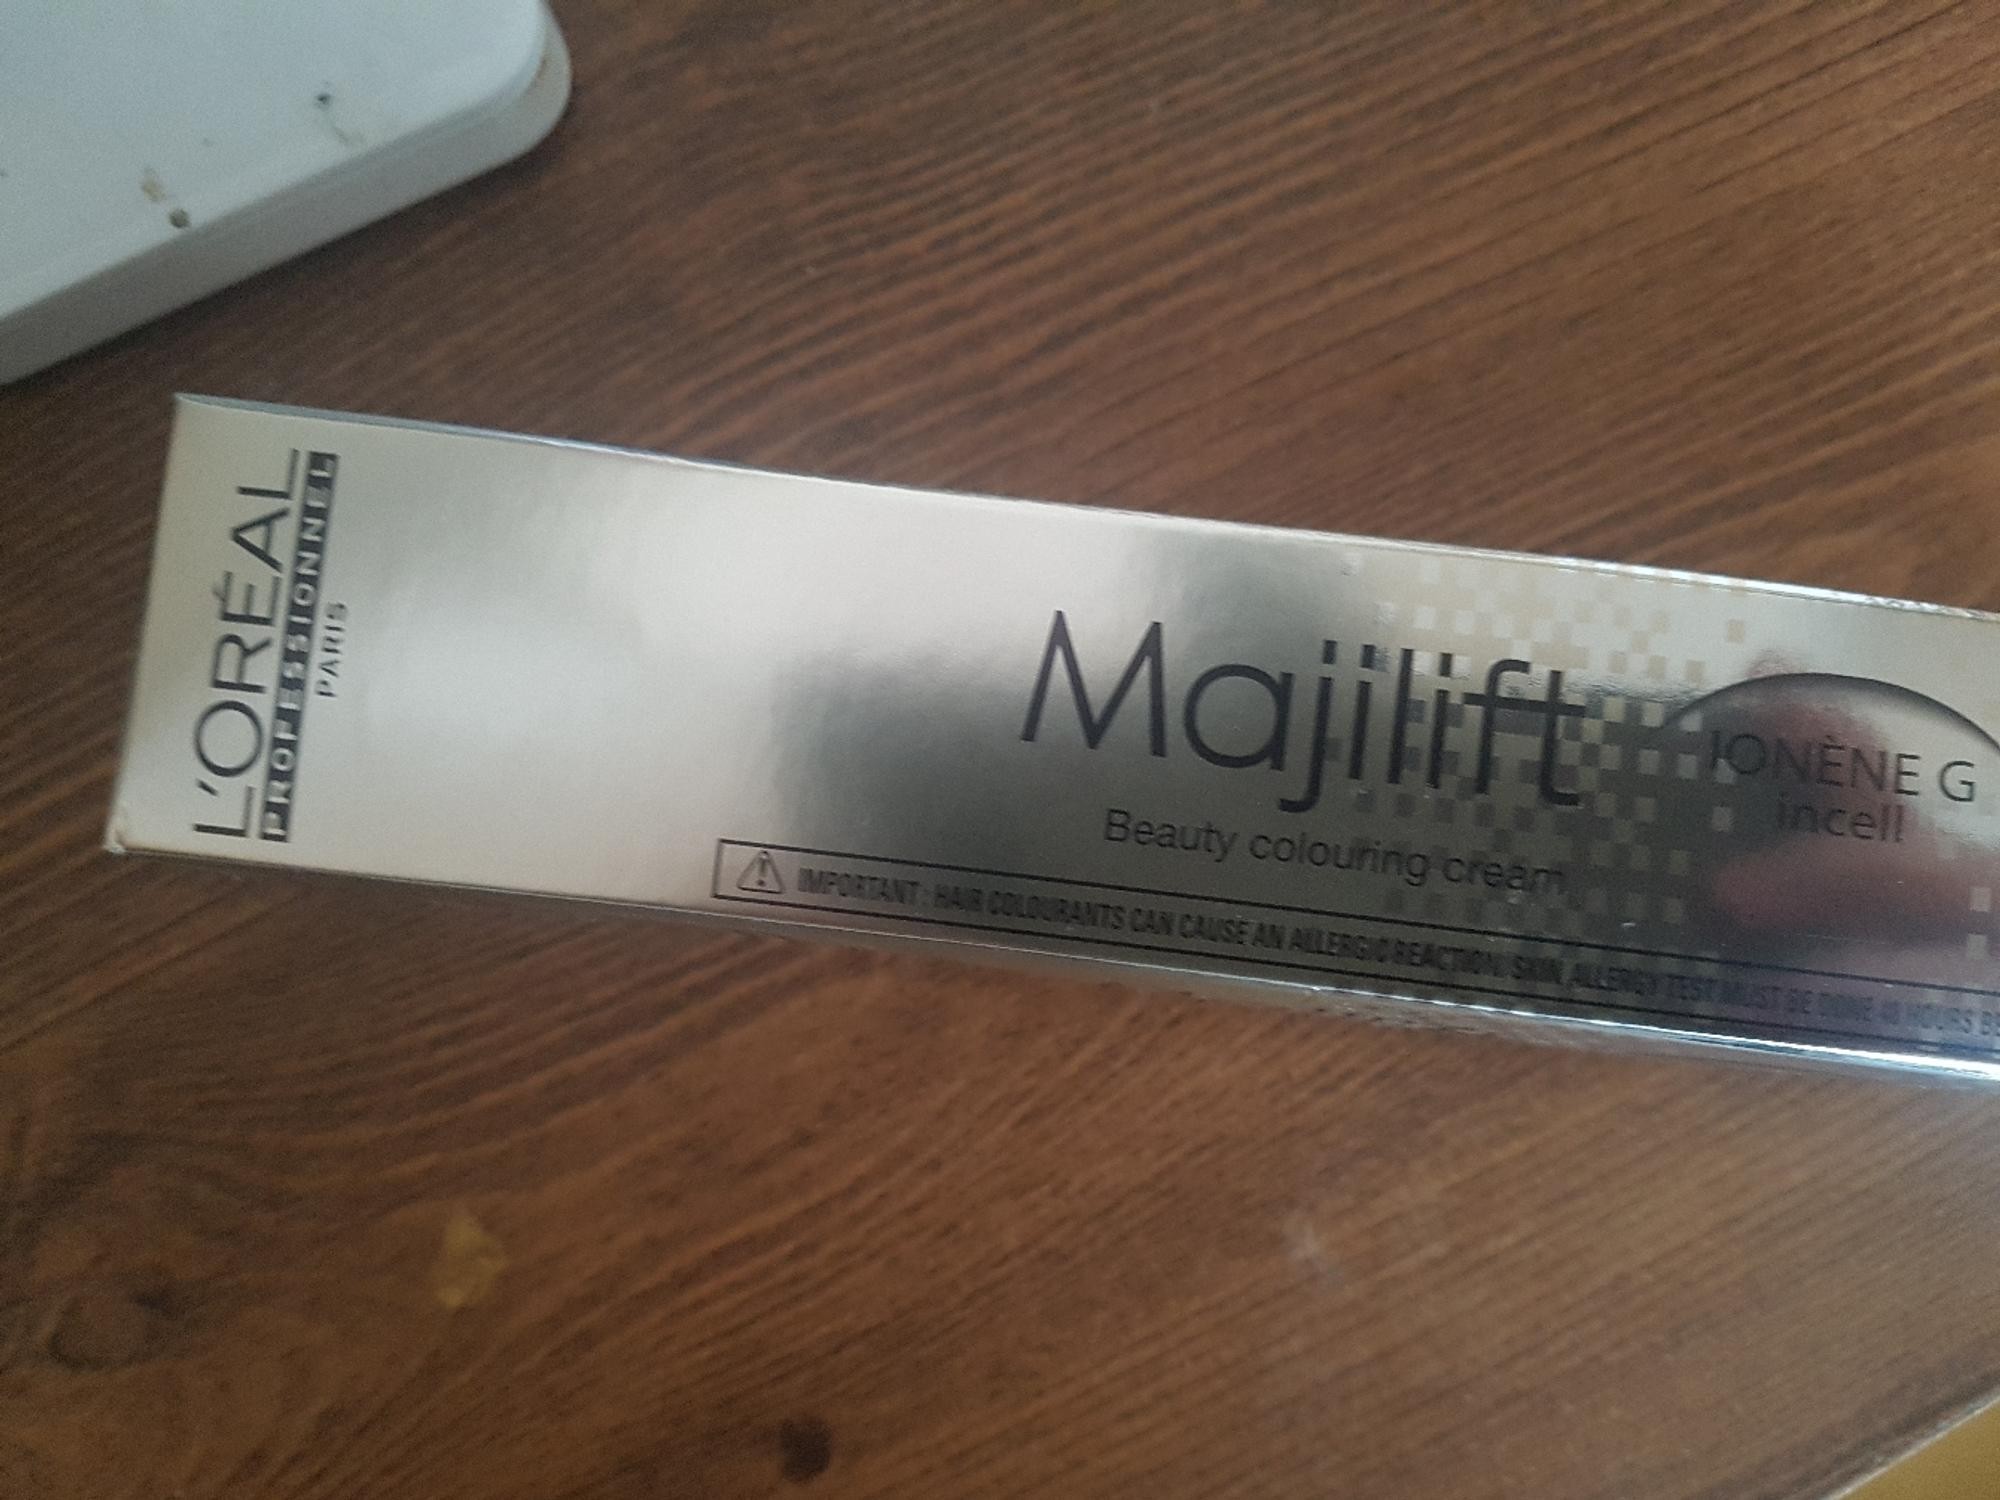 L'ORÉAL
PROFESSIONNEL
PARIS
Majilift
Beauty colouring cream
IONÈNE G
incell
IMPORTANT : HAIR COLOURANTS CAN CAUSE AN ALLERGIC REACTION. SKIN ALLERGY TEST MUST BE DONE 48 HOURS BE